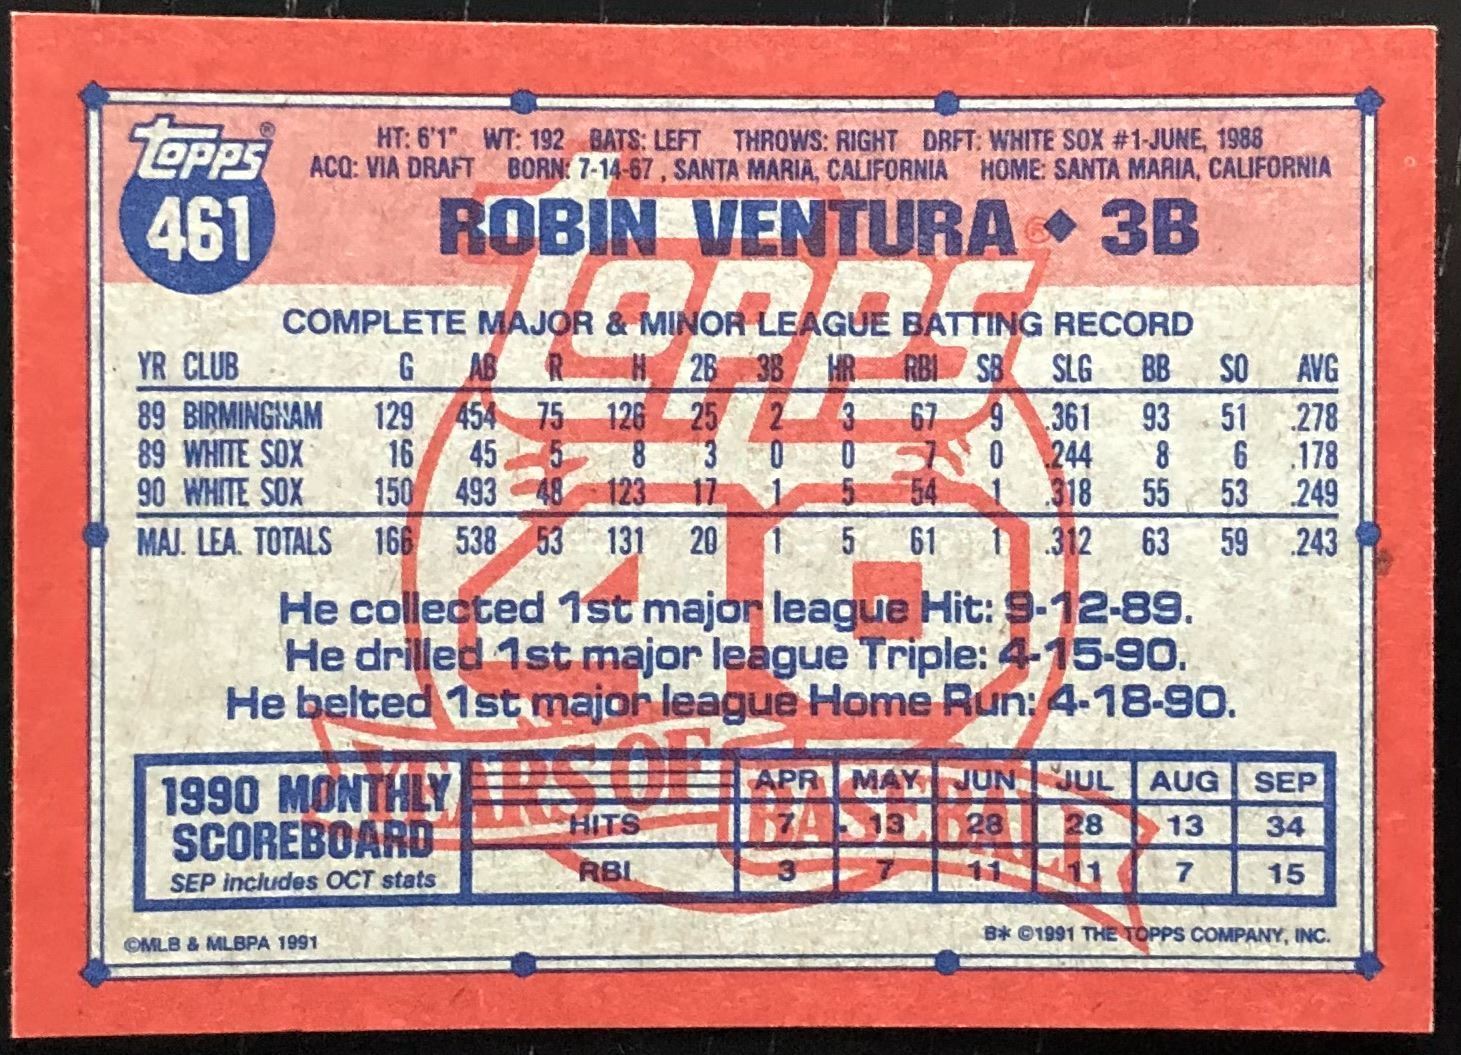 Topps®
461
HT: 6'1" WT: 192 BATS: LEFT THROWS: RIGHT DRFT: WHITE SOX #1-JUNE, 1988
ACQ: VIA DRAFT BORN: 7-14-67, SANTA MARIA, CALIFORNIA HOME: SANTA MARIA, CALIFORNIA
ROBIN VENTURA ◆ 3B
TOPPS ®
40
YEARS OF BASEBALL
COMPLETE MAJOR & MINOR LEAGUE BATTING RECORD
YR CLUB G AB R H 2B 3B HR RBI SB SLG BB SO AVG
89 BIRMINGHAM 129 454 75 126 25 2 3 67 9 .361 93 51 .278
89 WHITE SOX 16 45 5 8 3 0 0 7 0 .244 8 6 .178
90 WHITE SOX 150 493 48 123 17 1 5 54 1 .318 55 53 .249
MAJ. LEA. TOTALS 166 538 53 131 20 1 5 61 1 .312 63 59 .243
He collected 1st major league Hit: 9-12-89.
He drilled 1st major league Triple: 4-15-90.
He belted 1st major league Home Run: 4-18-90.
1990 MONTHLY
SCOREBOARD
SEP includes OCT stats
APR MAY JUN JUL AUG SEP
HITS 7 13 28 28 13 34
RBI 3 7 11 11 7 15
©MLB & MLBPA 1991
B* ©1991 THE TOPPS COMPANY, INC.